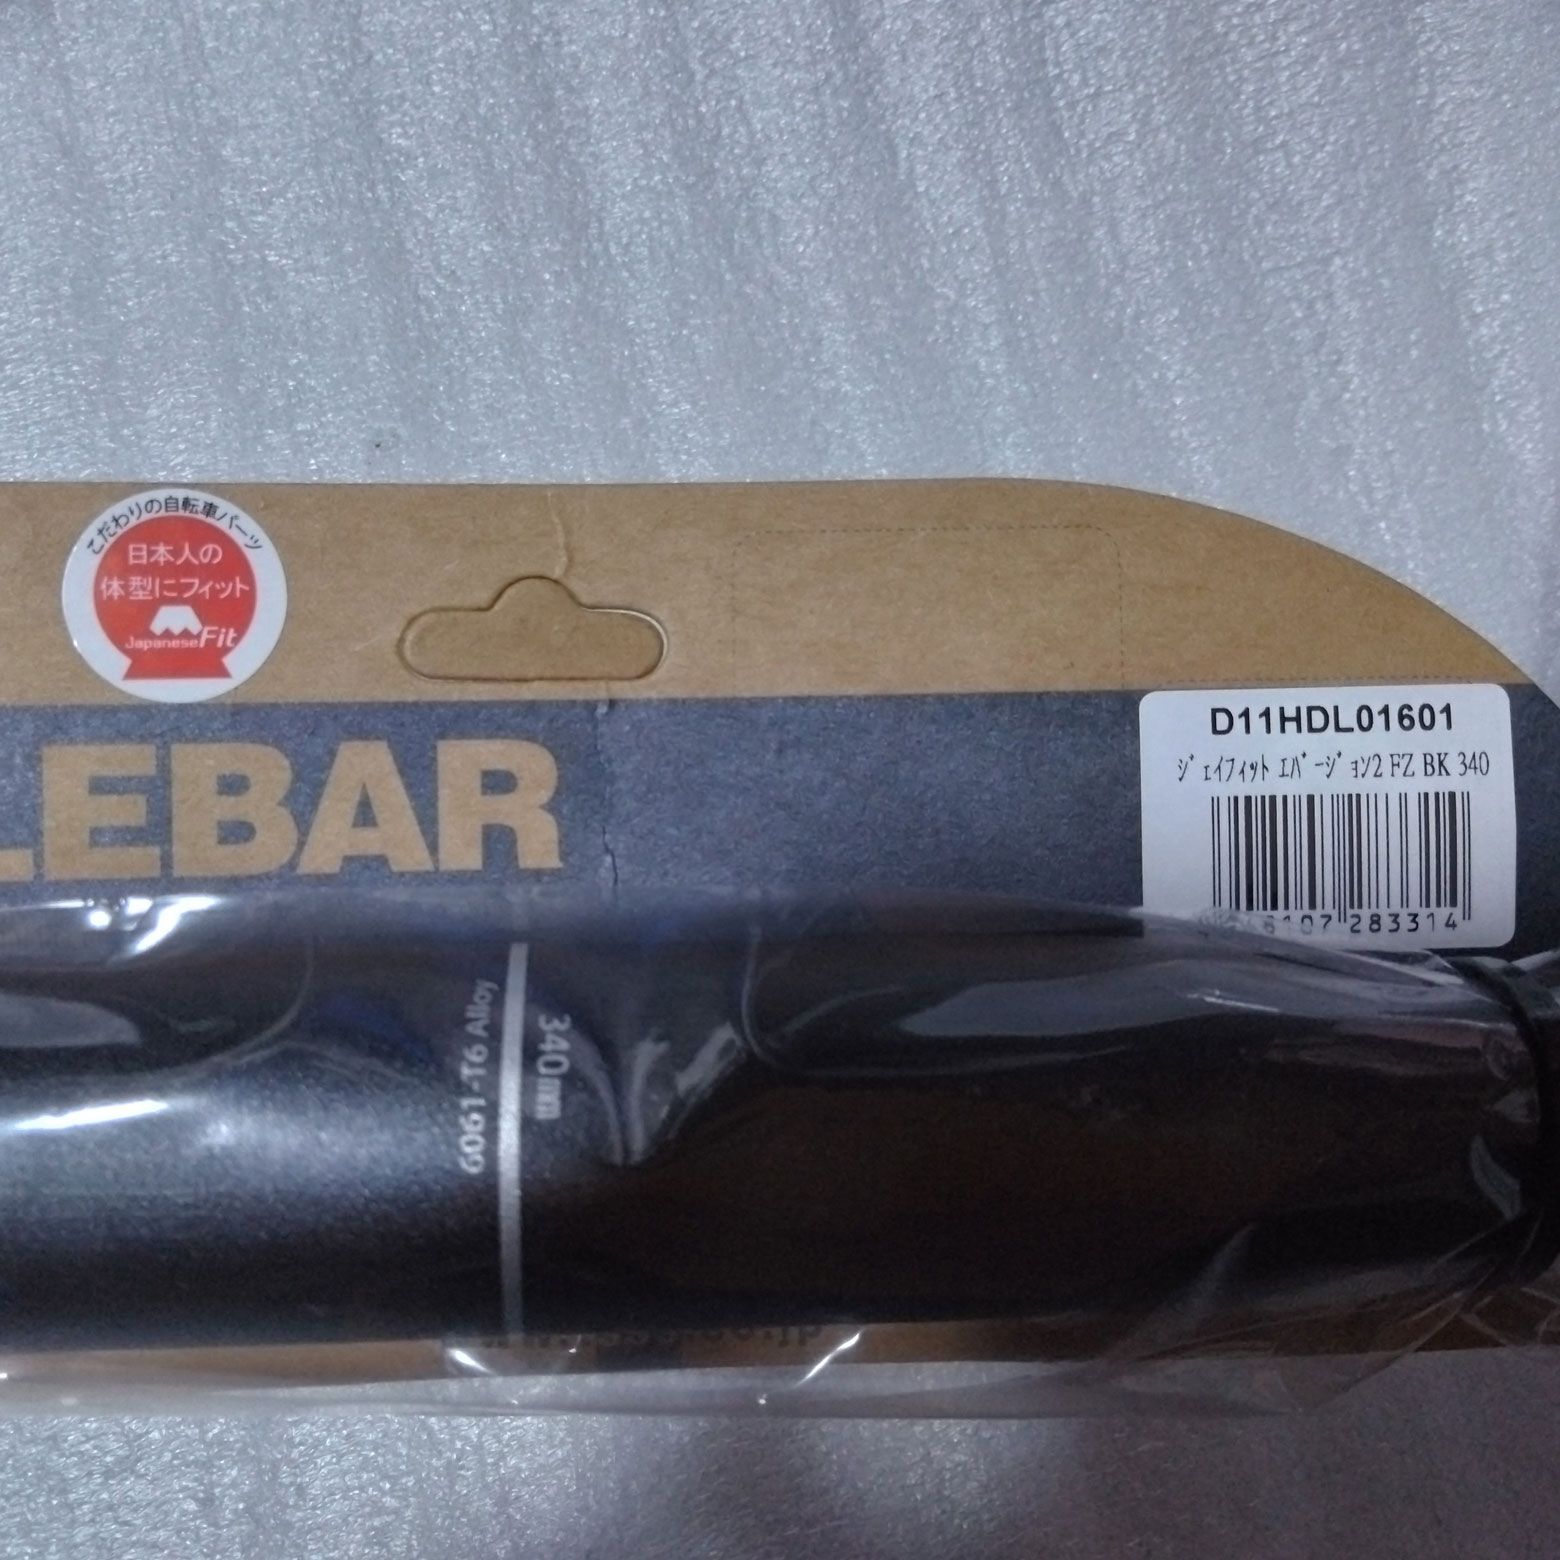 こだわりの自転車パーツ
日本人の
体型にフィット
JapaneseFit
LEBAR
D11HDL01601
ｼﾞｪｲﾌｨｯﾄ ｴﾊﾞｰｼﾞｮﾝ2 FZ BK 340
6107 283314
6061-T6 Alloy
340mm